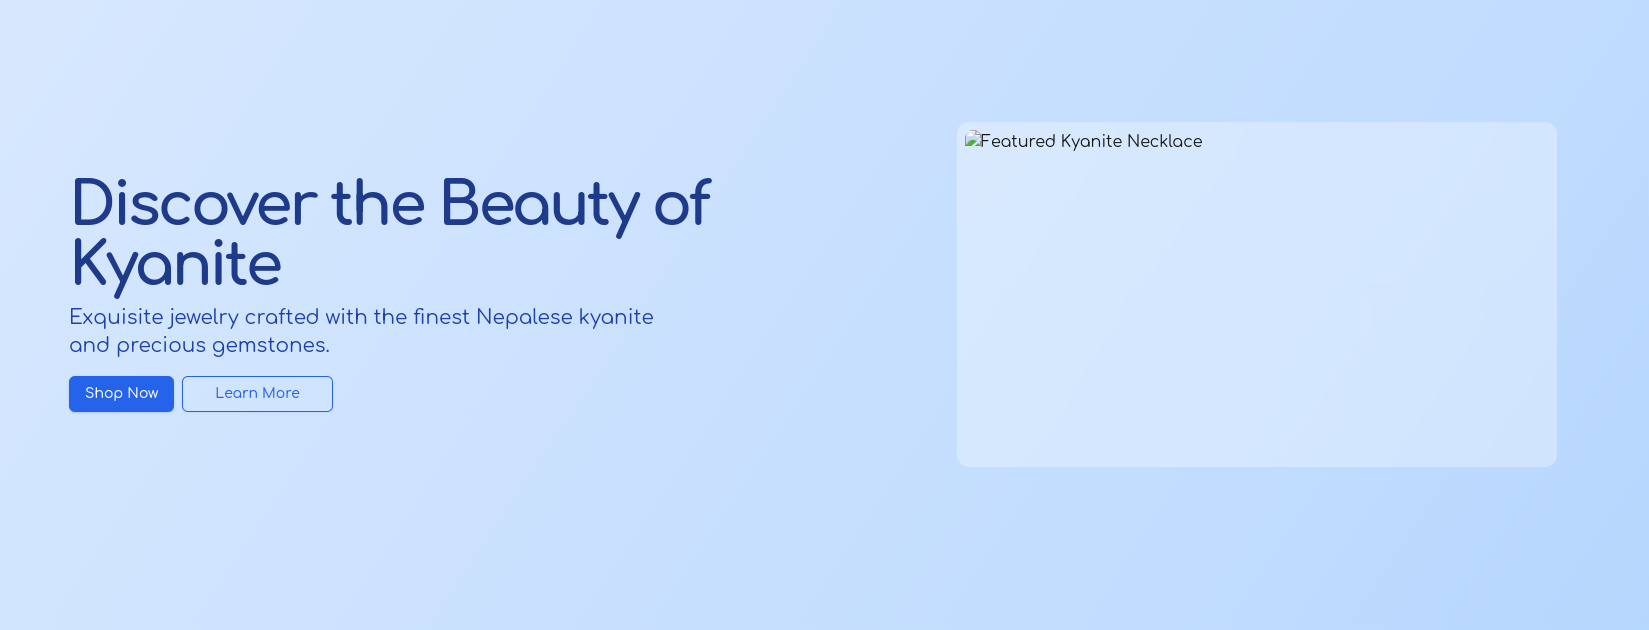 Discover the Beauty of
Kyanite
Exquisite jewelry crafted with the finest Nepalese kyanite
and precious gemstones.
Shop Now
Learn More
Featured Kyanite Necklace